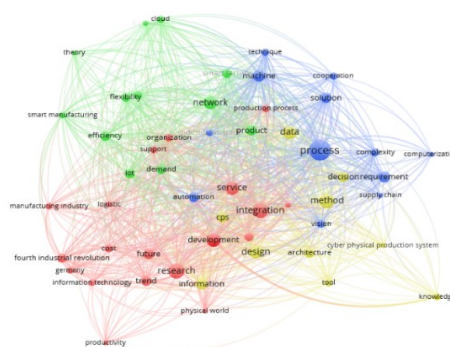 cloud
theory
technique
machine
cooperation
solution
flexibility
network
production process
smart manufacturing
efficiency
organization
product
data
support
process
complexity
computerization
iot
demand
decision
requirement
service
automation
supply chain
method
manufacturing industry
logistic
integration
cps
vision
development
cyber physical production system
cost
future
design
architecture
fourth industrial revolution
germany
research
information technology
trend
information
tool
knowledge
physical world
productivity